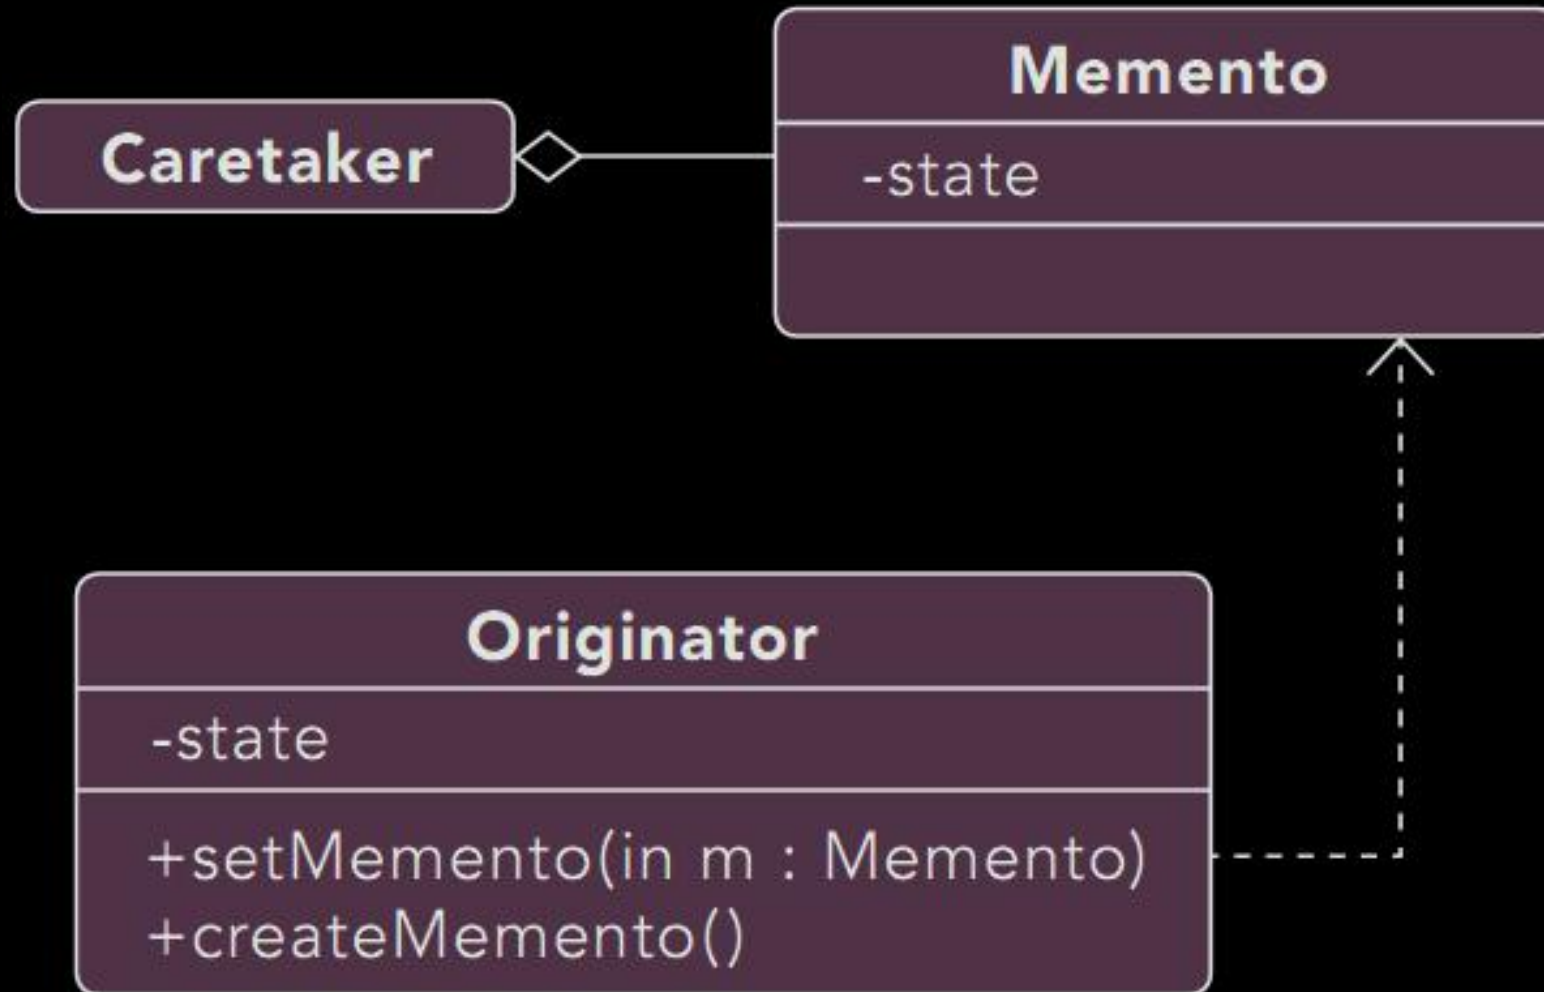 Memento
-state
Caretaker
Originator
-state
+setMemento(in m : Memento)
+createMemento()